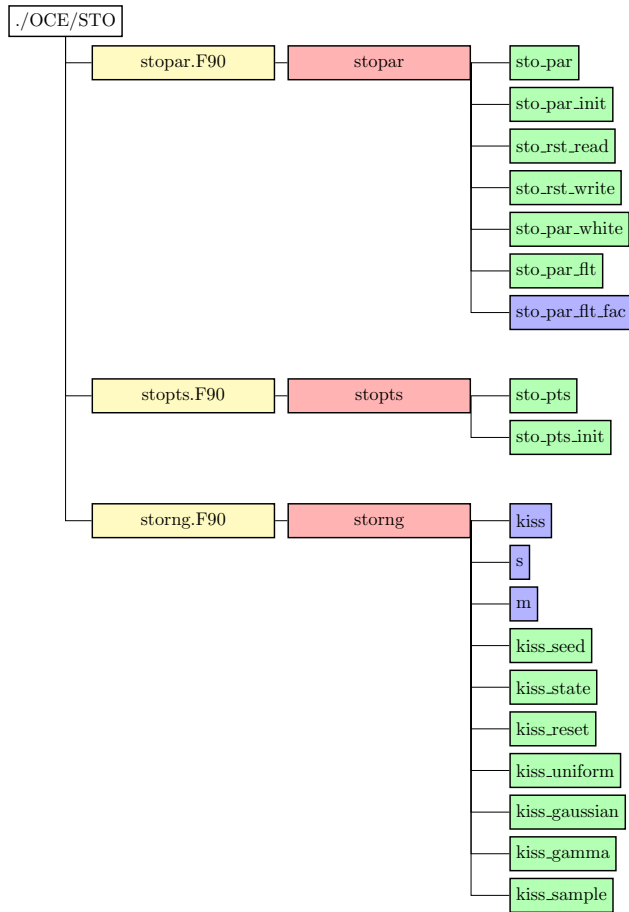 ./OCE/STO
stopar.F90 stopar sto_par
sto_par_init
sto_rst_read
sto_rst_write
sto_par_white
sto_par_flt
sto_par_flt_fac
stopts.F90 stopts sto_pts
sto_pts_init
storng.F90 storng kiss
s
m
kiss_seed
kiss_state
kiss_reset
kiss_uniform
kiss_gaussian
kiss_gamma
kiss_sample